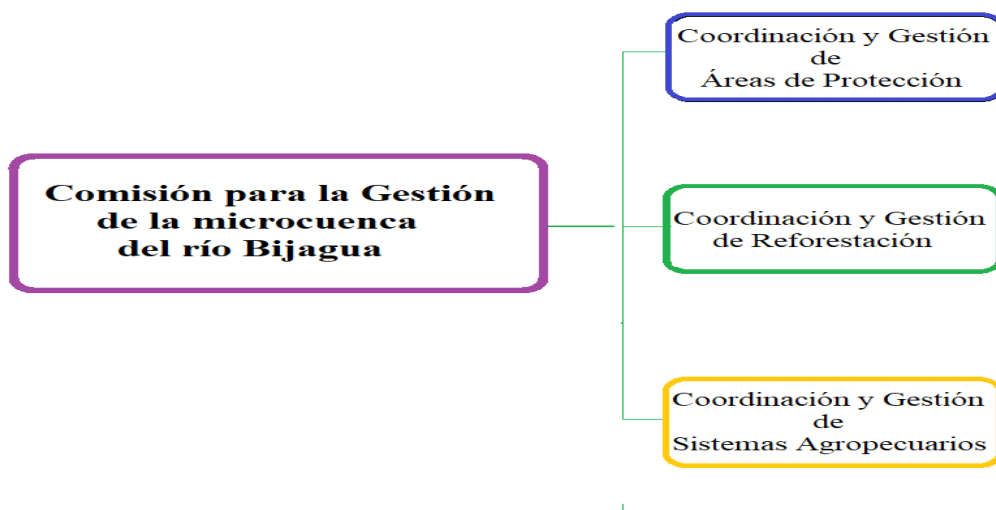 Coordinación y Gestión
de
Áreas de Protección
Comisión para la Gestión
de la microcuenca
del río Bijagua
Coordinación y Gestión
de Reforestación
Coordinación y Gestión
de
Sistemas Agropecuarios